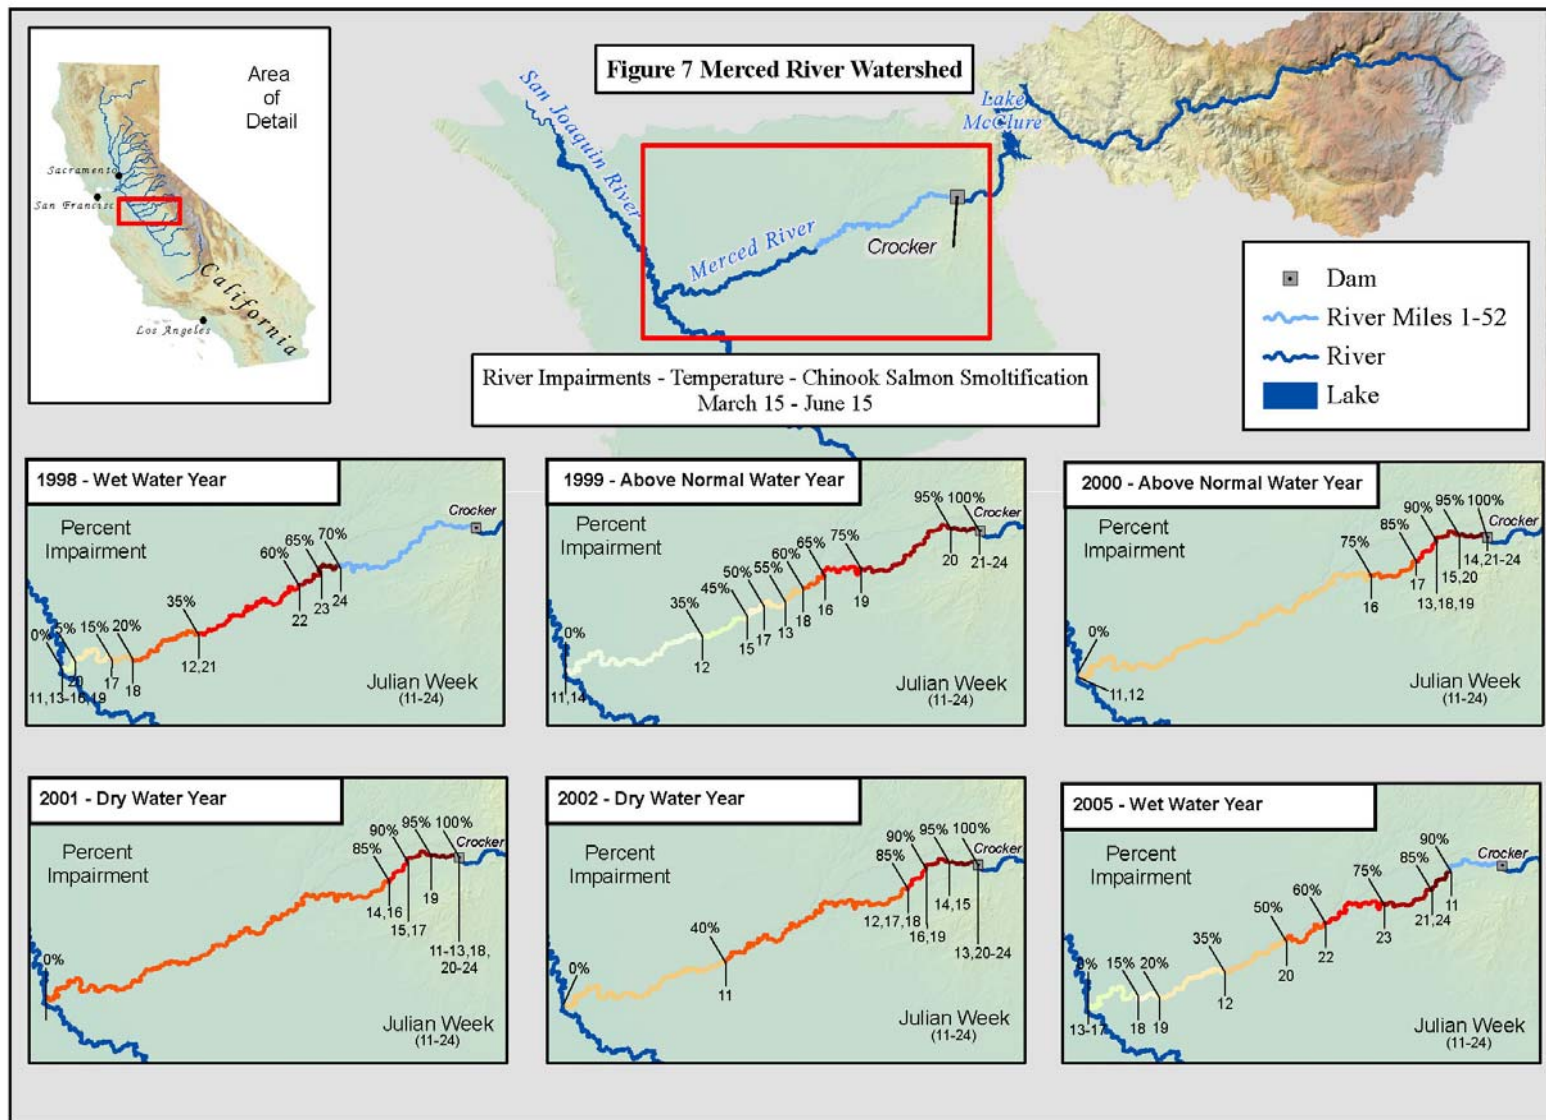 Area
of
Detail
Sacramento
San Francisc
Los Angeles
California
Figure 7 Merced River Watershed
San Joaquin River
Lake
McClure
Merced River
Crocker
Dam
River Miles 1-52
River
Lake
River Impairments - Temperature - Chinook Salmon Smoltification
March 15 - June 15
1998 - Wet Water Year
Percent
Impairment
Crocker
0%
5%
15%
20%
35%
60%
65%
70%
11,13-16,19
20
17
18
12,21
22
23
24
Julian Week
(11-24)
1999 - Above Normal Water Year
Percent
Impairment
Crocker
0%
35%
45%
50%
55%
60%
65%
75%
95%
100%
11,14
12
15
17
13
18
16
19
20
21-24
Julian Week
(11-24)
2000 - Above Normal Water Year
Percent
Impairment
Crocker
0%
75%
85%
90%
95%
100%
11,12
16
17
13,18,19
15,20
14,21-24
Julian Week
(11-24)
2001 - Dry Water Year
Percent
Impairment
Crocker
0%
85%
90%
95%
100%
14,16
15,17
19
11-13,18,
20-24
Julian Week
(11-24)
2002 - Dry Water Year
Percent
Impairment
Crocker
0%
40%
85%
90%
95%
100%
11
12,17,18
16,19
14,15
13,20-24
Julian Week
(11-24)
2005 - Wet Water Year
Percent
Impairment
Crocker
0%
15%
20%
35%
50%
60%
75%
85%
90%
13-17
18
19
12
20
22
23
21,24
11
Julian Week
(11-24)